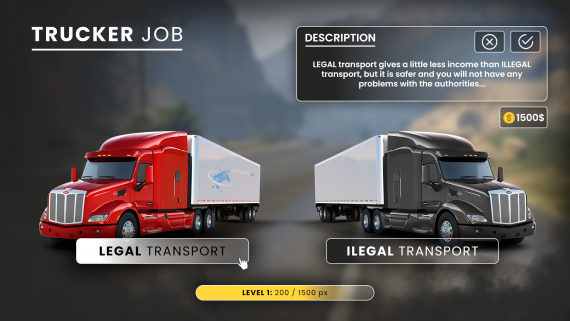 TRUCKER JOB
DESCRIPTION
LEGAL transport gives a little less income than ILLEGAL
transport, but it is safer and you will not have any
problems with the authorities...
1500$
LEGAL TRANSPORT
ILEGAL TRANSPORT
LEVEL 1: 200 / 1500 px